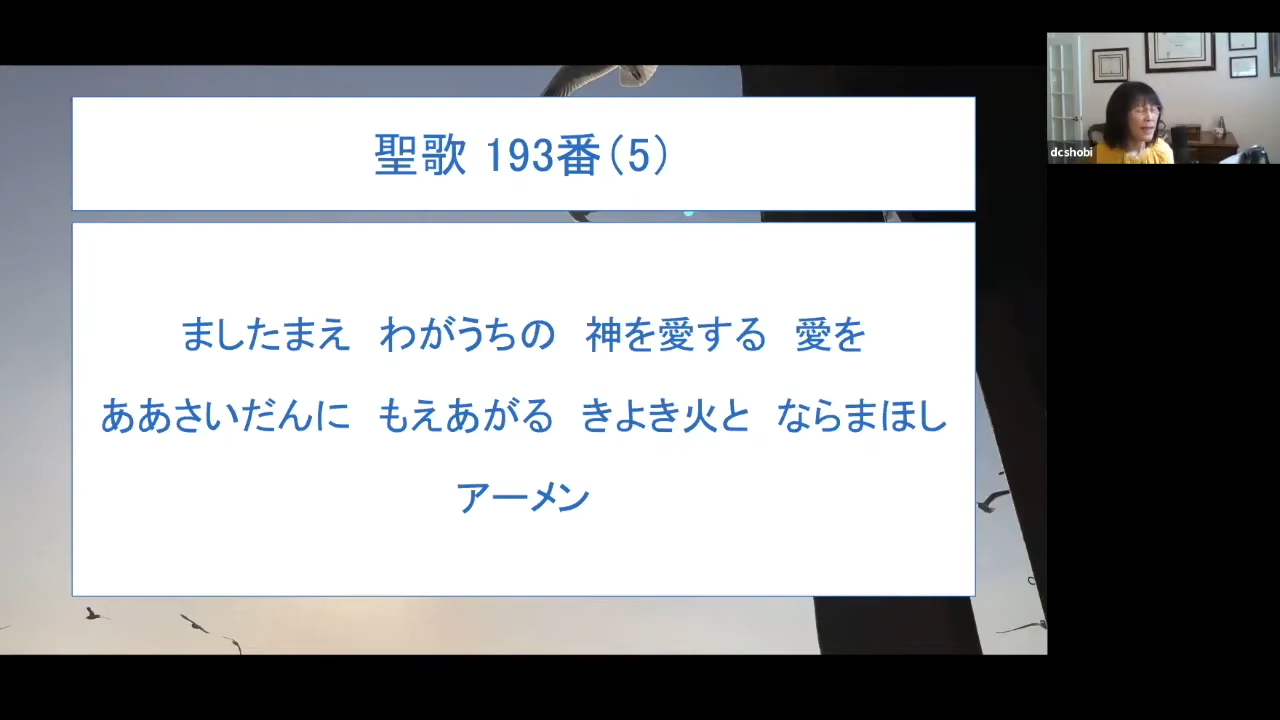 聖歌 193番(5)
ましたまえ　わがうちの　神を愛する　愛を
ああさいだんに　もえあがる　きよき火と　ならまほし
アーメン
dcshobi